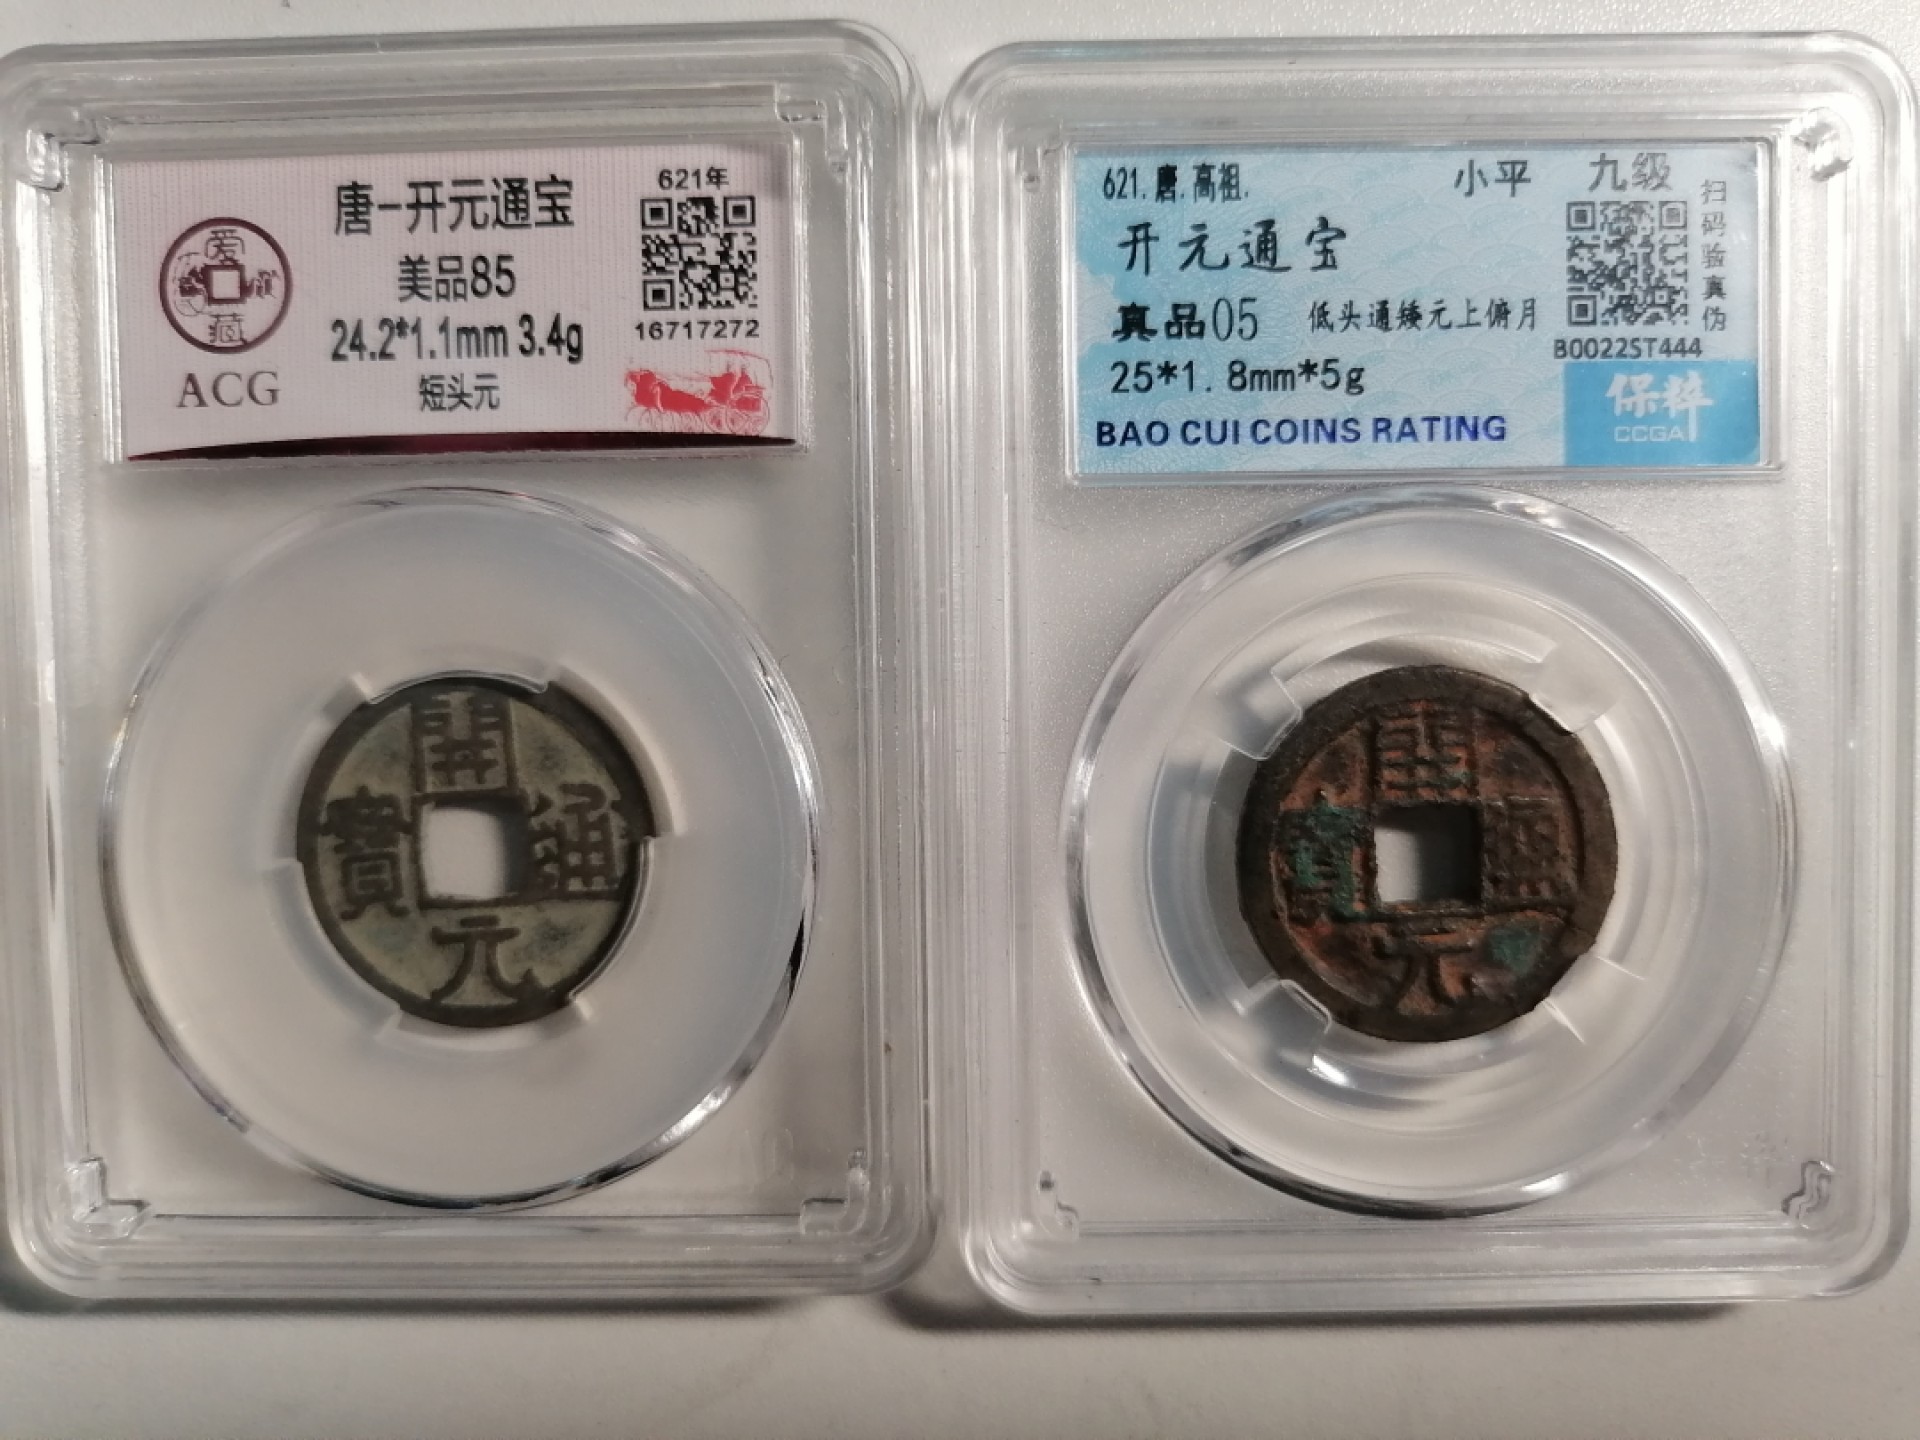 唐-开元通宝
美品85
24.2*1.1mm 3.4g
短头元
621年
16717272
爱藏
ACG
開元通寶
621.唐.高祖.
小平
九级
开元通宝
真品05
低头通矮元上俯月
25*1.8mm*5g
BAO CUI COINS RATING
扫码验真伪
B0022ST444
保粹
CCGA
開元通寶